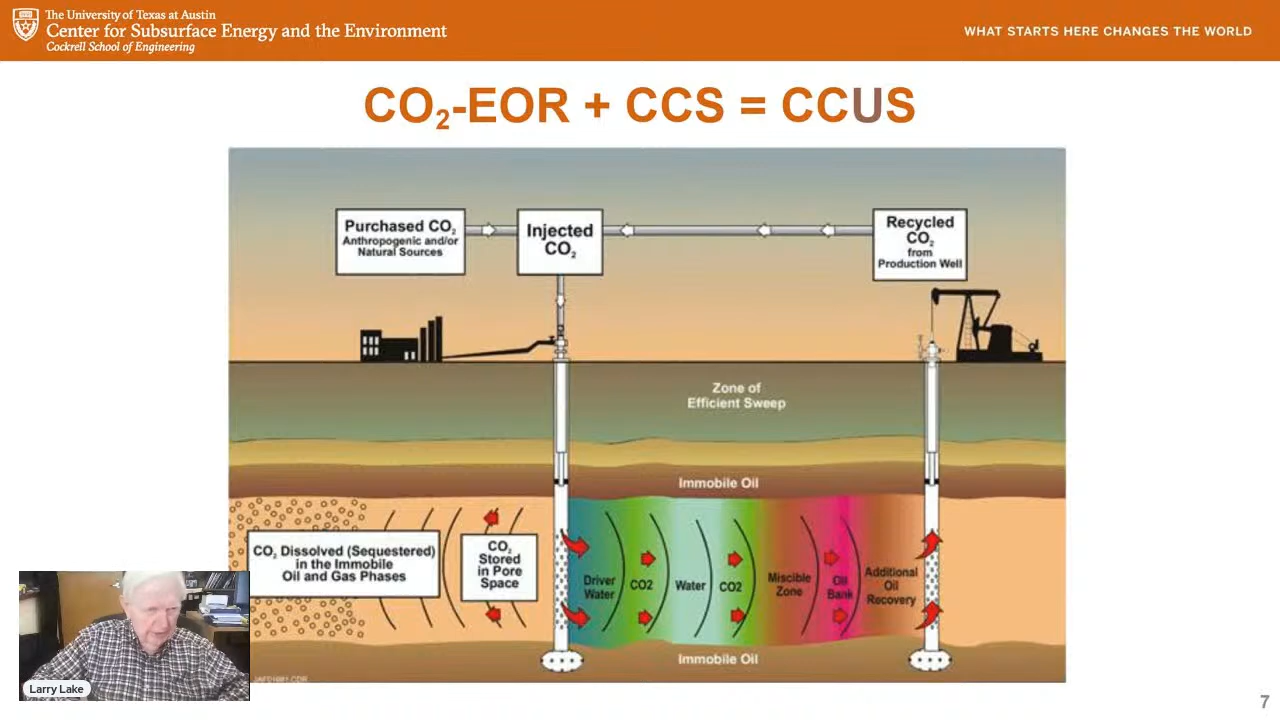 The University of Texas at Austin
Center for Subsurface Energy and the Environment
Cockrell School of Engineering
WHAT STARTS HERE CHANGES THE WORLD
CO₂-EOR + CCS = CCUS
Purchased CO₂
Anthropogenic and/or
Natural Sources
Injected
CO₂
Recycled
CO₂
from
Production Well
Zone of
Efficient Sweep
Immobile Oil
CO₂ Dissolved (Sequestered)
in the Immobile
Oil and Gas Phases
CO₂
Stored
in Pore
Space
Driver
Water
CO2
Water
CO2
Miscible
Zone
Oil
Bank
Additional
Oil
Recovery
Immobile Oil
Larry Lake
7